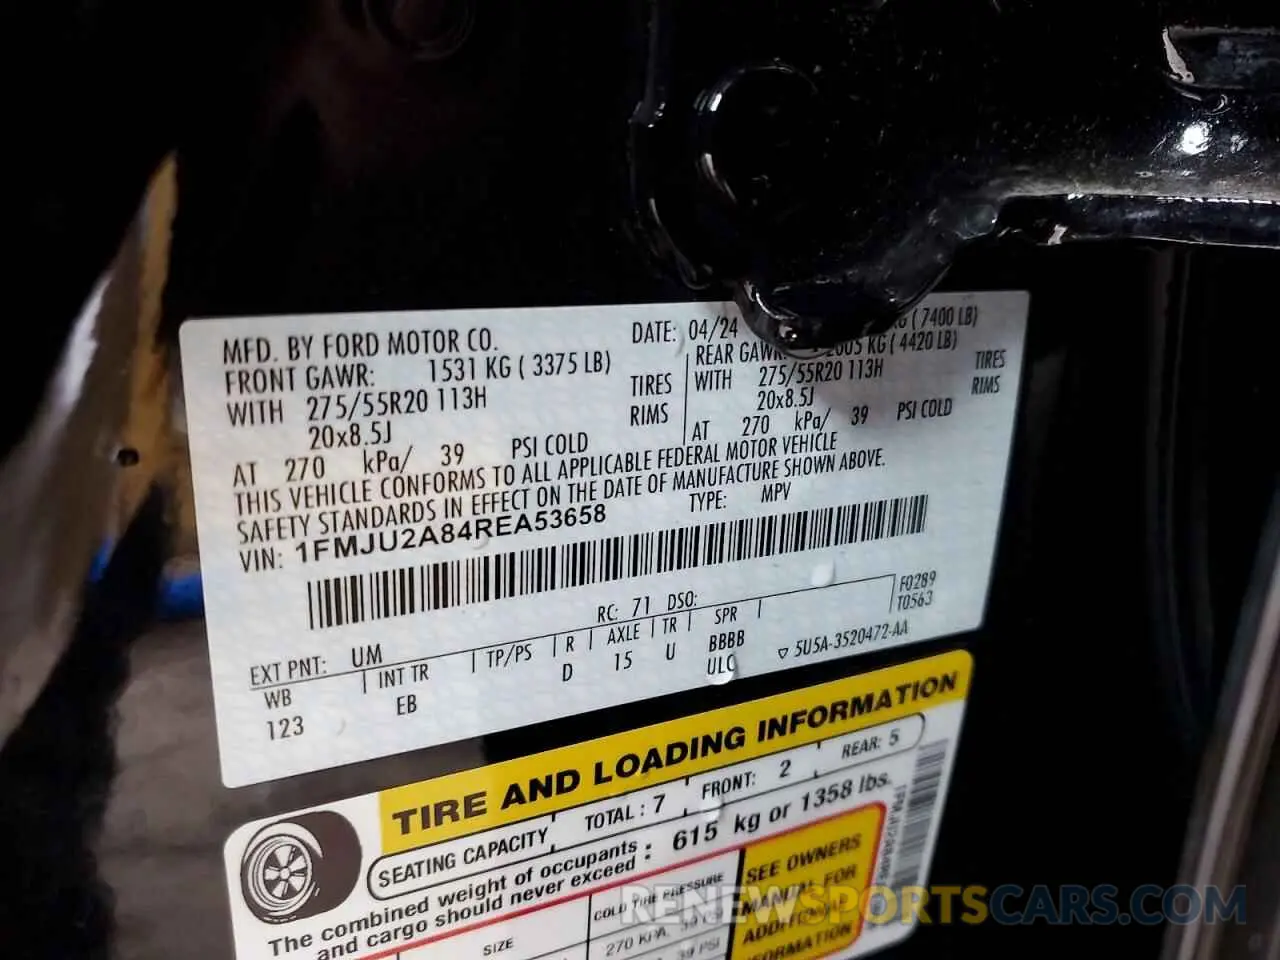 MFD. BY FORD MOTOR CO.
DATE: 04/24
( 7400 LB)
FRONT GAWR: 1531 KG ( 3375 LB)
REAR GAWR: KG ( 4420 LB)
WITH 275/55R20 113H TIRES
WITH 275/55R20 113H TIRES
20x8.5J RIMS
20x8.5J RIMS
AT 270 kPa/ 39 PSI COLD
AT 270 kPa/ 39 PSI COLD
THIS VEHICLE CONFORMS TO ALL APPLICABLE FEDERAL MOTOR VEHICLE
SAFETY STANDARDS IN EFFECT ON THE DATE OF MANUFACTURE SHOWN ABOVE.
VIN: 1FMJU2A84REA53658
TYPE: MPV
F0289
T0563
EXT PNT: UM RC: 71 DSO:
WB INT TR TP/PS R AXLE TR SPR
123 EB D 15 U BBBB
ULC
5U5A-3520472-AA
TIRE AND LOADING INFORMATION
SEATING CAPACITY TOTAL : 7 FRONT: 2 REAR: 5
The combined weight of occupants
and cargo should never exceed : 615 kg or 1358 lbs.
SIZE
COLD TIRE PRESSURE
270 KPA, 39 PSI
39 PSI
SEE OWNERS
MANUAL FOR
ADDITIONAL
INFORMATION
RENEWSPORTSCARS.COM